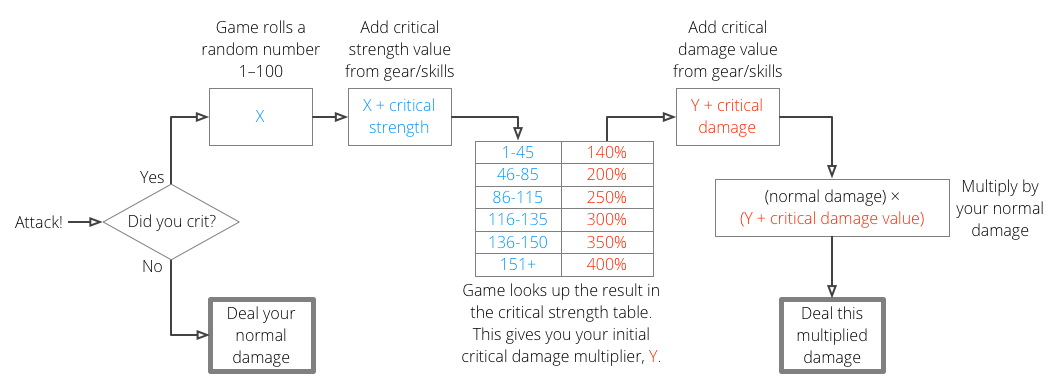 Game rolls a
random number
1–100
Add critical
strength value
from gear/skills
Add critical
damage value
from gear/skills
X
X + critical
strength
Y + critical
damage
1-45 140%
46-85 200%
86-115 250%
116-135 300%
136-150 350%
151+ 400%
Yes
Attack!
Did you crit?
No
(normal damage) ×
(Y + critical damage value)
Multiply by
your normal
damage
Game looks up the result in
the critical strength table.
This gives you your initial
critical damage multiplier, Y.
Deal your
normal
damage
Deal this
multiplied
damage